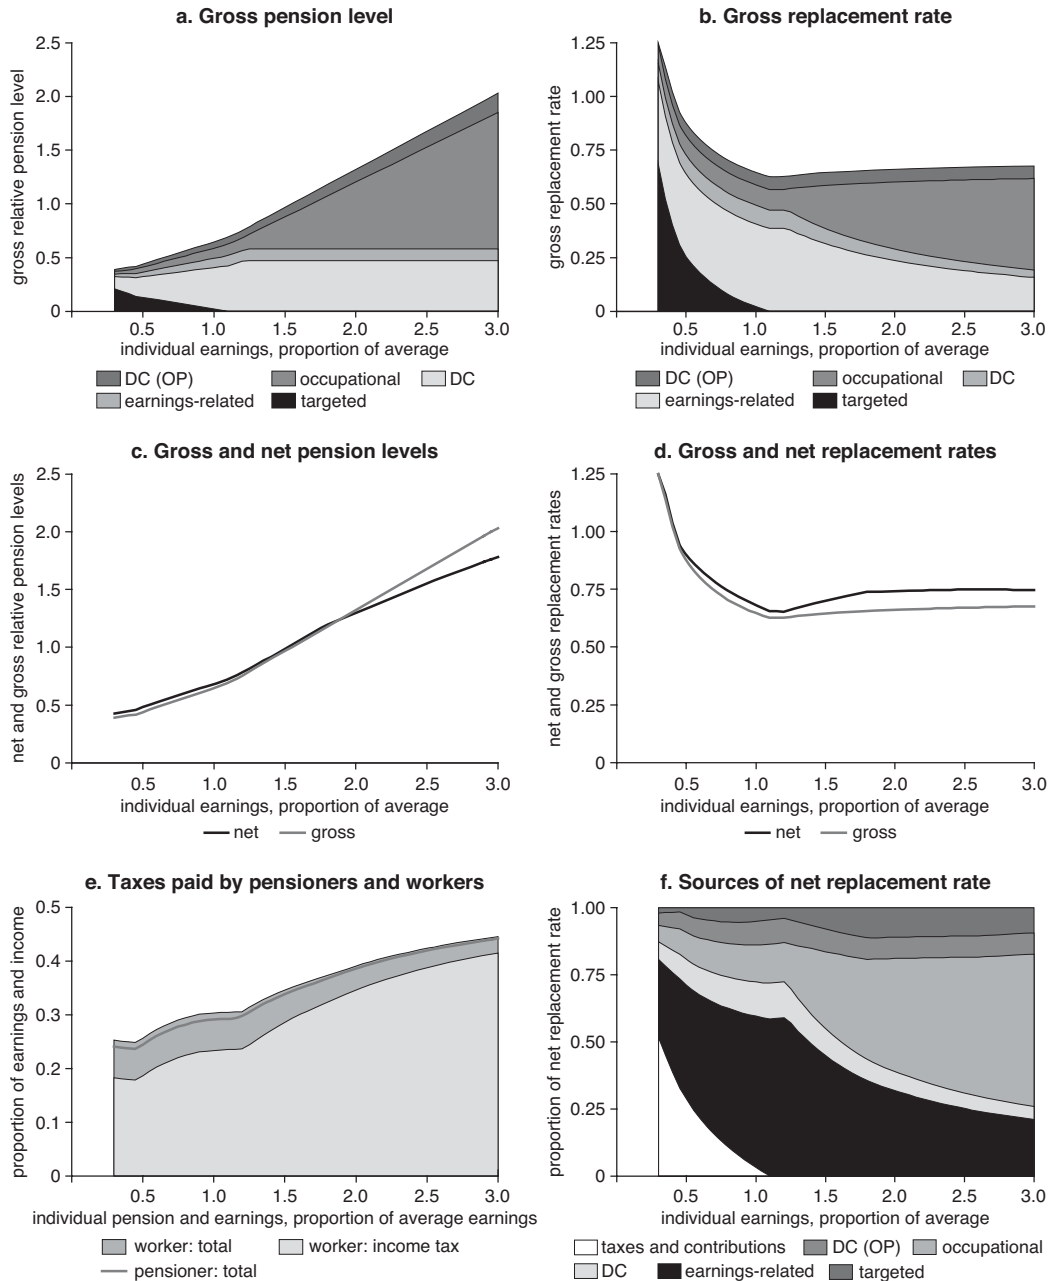 a. Gross pension level
gross relative pension level
2.5
2.0
1.5
1.0
0.5
0
0.5 1.0 1.5 2.0 2.5 3.0
individual earnings, proportion of average
DC (OP) occupational DC
earnings-related targeted
b. Gross replacement rate
gross replacement rate
1.25
1.00
0.75
0.50
0.25
0
0.5 1.0 1.5 2.0 2.5 3.0
individual earnings, proportion of average
DC (OP) occupational DC
earnings-related targeted
c. Gross and net pension levels
net and gross relative pension levels
2.5
2.0
1.5
1.0
0.5
0
0.5 1.0 1.5 2.0 2.5 3.0
individual earnings, proportion of average
net gross
d. Gross and net replacement rates
net and gross replacement rates
1.25
1.00
0.75
0.50
0.25
0
0.5 1.0 1.5 2.0 2.5 3.0
individual earnings, proportion of average
net gross
e. Taxes paid by pensioners and workers
proportion of earnings and income
0.5
0.4
0.3
0.2
0.1
0
0.5 1.0 1.5 2.0 2.5 3.0
individual pension and earnings, proportion of average earnings
worker: total worker: income tax
pensioner: total
f. Sources of net replacement rate
proportion of net replacement rate
1.00
0.75
0.50
0.25
0
0.5 1.0 1.5 2.0 2.5 3.0
individual earnings, proportion of average
taxes and contributions DC (OP) occupational
DC earnings-related targeted